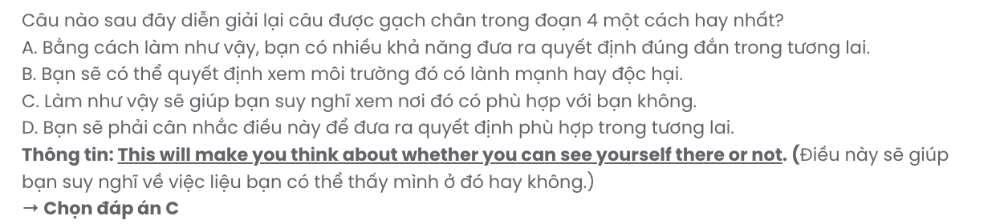 Câu nào sau đây diễn giải lại câu được gạch chân trong đoạn 4 một cách hay nhất?
A. Bằng cách làm như vậy, bạn có nhiều khả năng đưa ra quyết định đúng đắn trong tương lai.
B. Bạn sẽ có thể quyết định xem môi trường đó có lành mạnh hay độc hại.
C. Làm như vậy sẽ giúp bạn suy nghĩ xem nơi đó có phù hợp với bạn không.
D. Bạn sẽ phải cân nhắc điều này để đưa ra quyết định phù hợp trong tương lai.
Thông tin: This will make you think about whether you can see yourself there or not. (Điều này sẽ giúp
bạn suy nghĩ về việc liệu bạn có thể thấy mình ở đó hay không.)
→ Chọn đáp án C